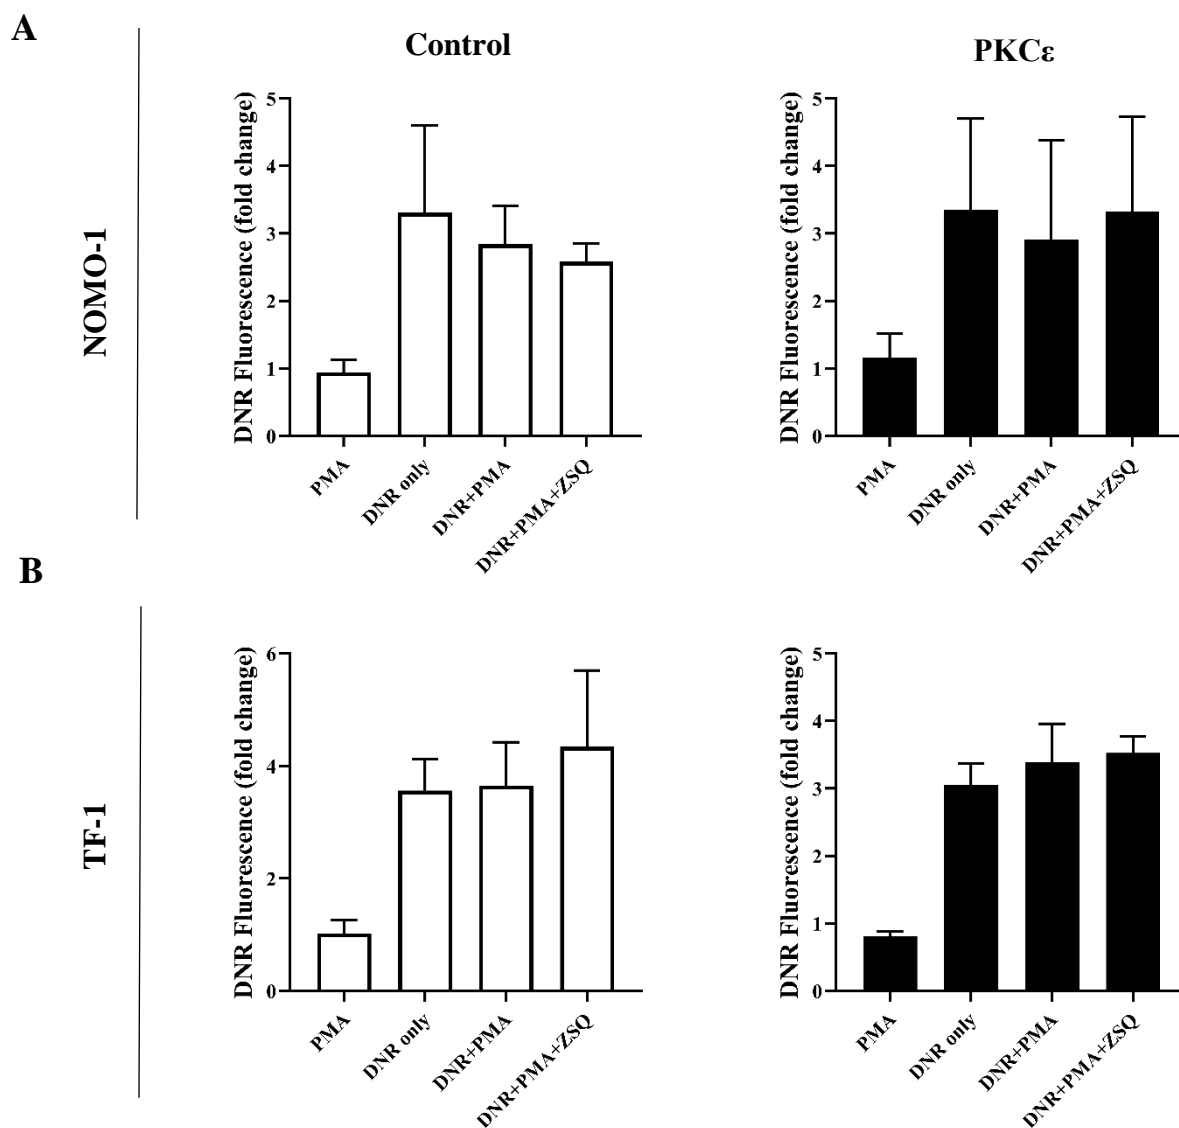 A
Control
PKCε
NOMO-1
DNR Fluorescence (fold change)
5
4
3
2
1
0
PMA
DNR only
DNR+PMA
DNR+PMA+ZSQ
DNR Fluorescence (fold change)
5
4
3
2
1
0
PMA
DNR only
DNR+PMA
DNR+PMA+ZSQ
B
TF-1
DNR Fluorescence (fold change)
6
4
2
0
PMA
DNR only
DNR+PMA
DNR+PMA+ZSQ
DNR Fluorescence (fold change)
5
4
3
2
1
0
PMA
DNR only
DNR+PMA
DNR+PMA+ZSQ